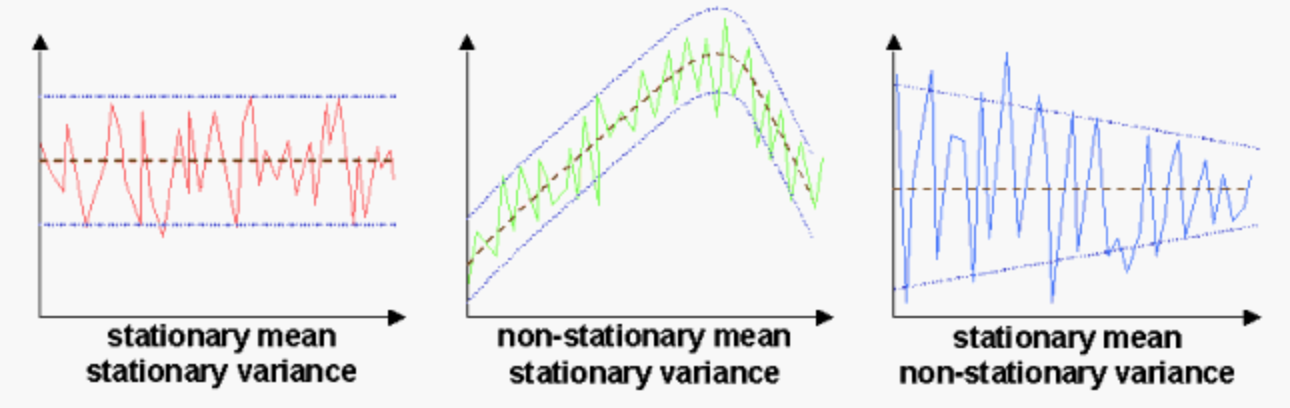 stationary mean
stationary variance
non-stationary mean
stationary variance
stationary mean
non-stationary variance